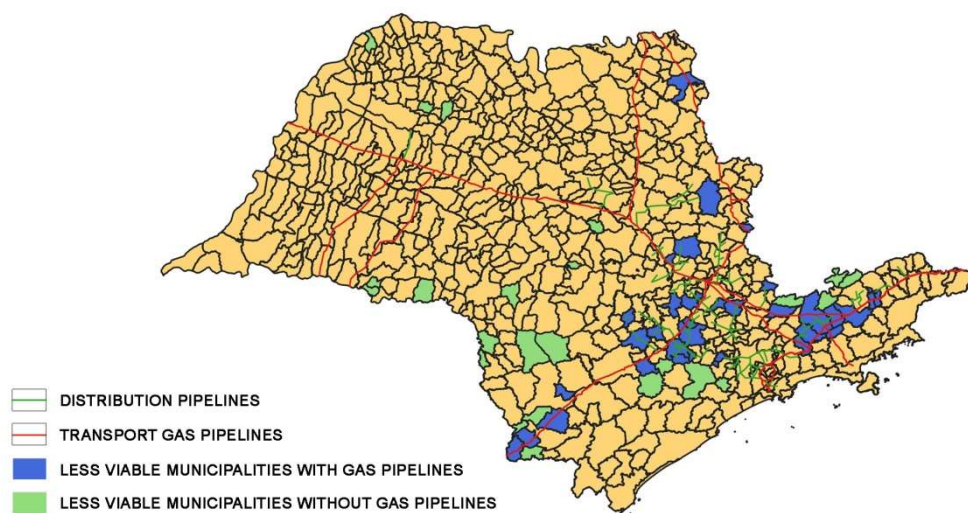 DISTRIBUTION PIPELINES
TRANSPORT GAS PIPELINES
LESS VIABLE MUNICIPALITIES WITH GAS PIPELINES
LESS VIABLE MUNICIPALITIES WITHOUT GAS PIPELINES